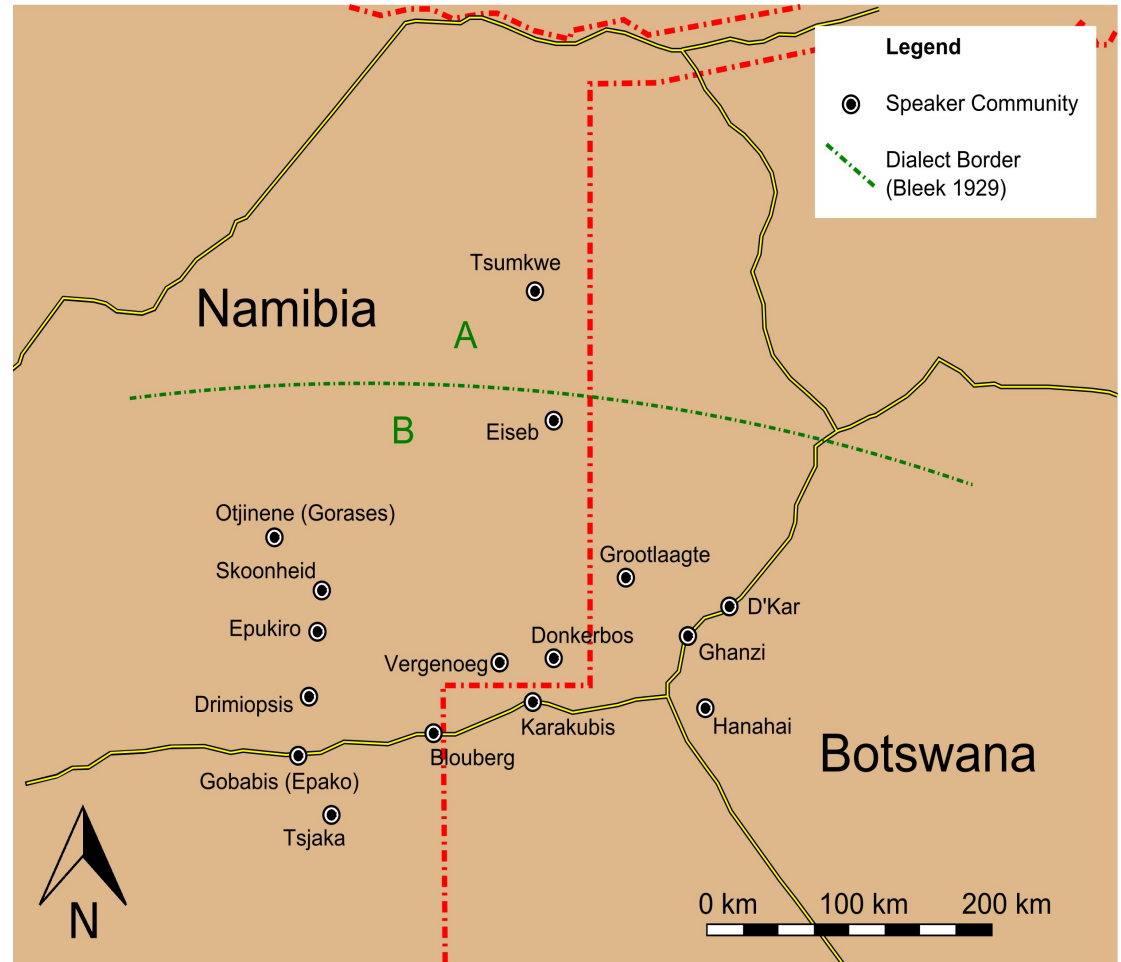 Legend
Speaker Community
Dialect Border
(Bleek 1929)
Tsumkwe
Namibia
A
B
Eiseb
Otjinene (Gorases)
Skoonheid
Grootlaagte
Epukiro
D'Kar
Donkerbos
Vergenoeg
Ghanzi
Drimiopsis
Karakubis
Hanahai
Blouberg
Botswana
Gobabis (Epako)
Tsjaka
N
0 km 100 km 200 km